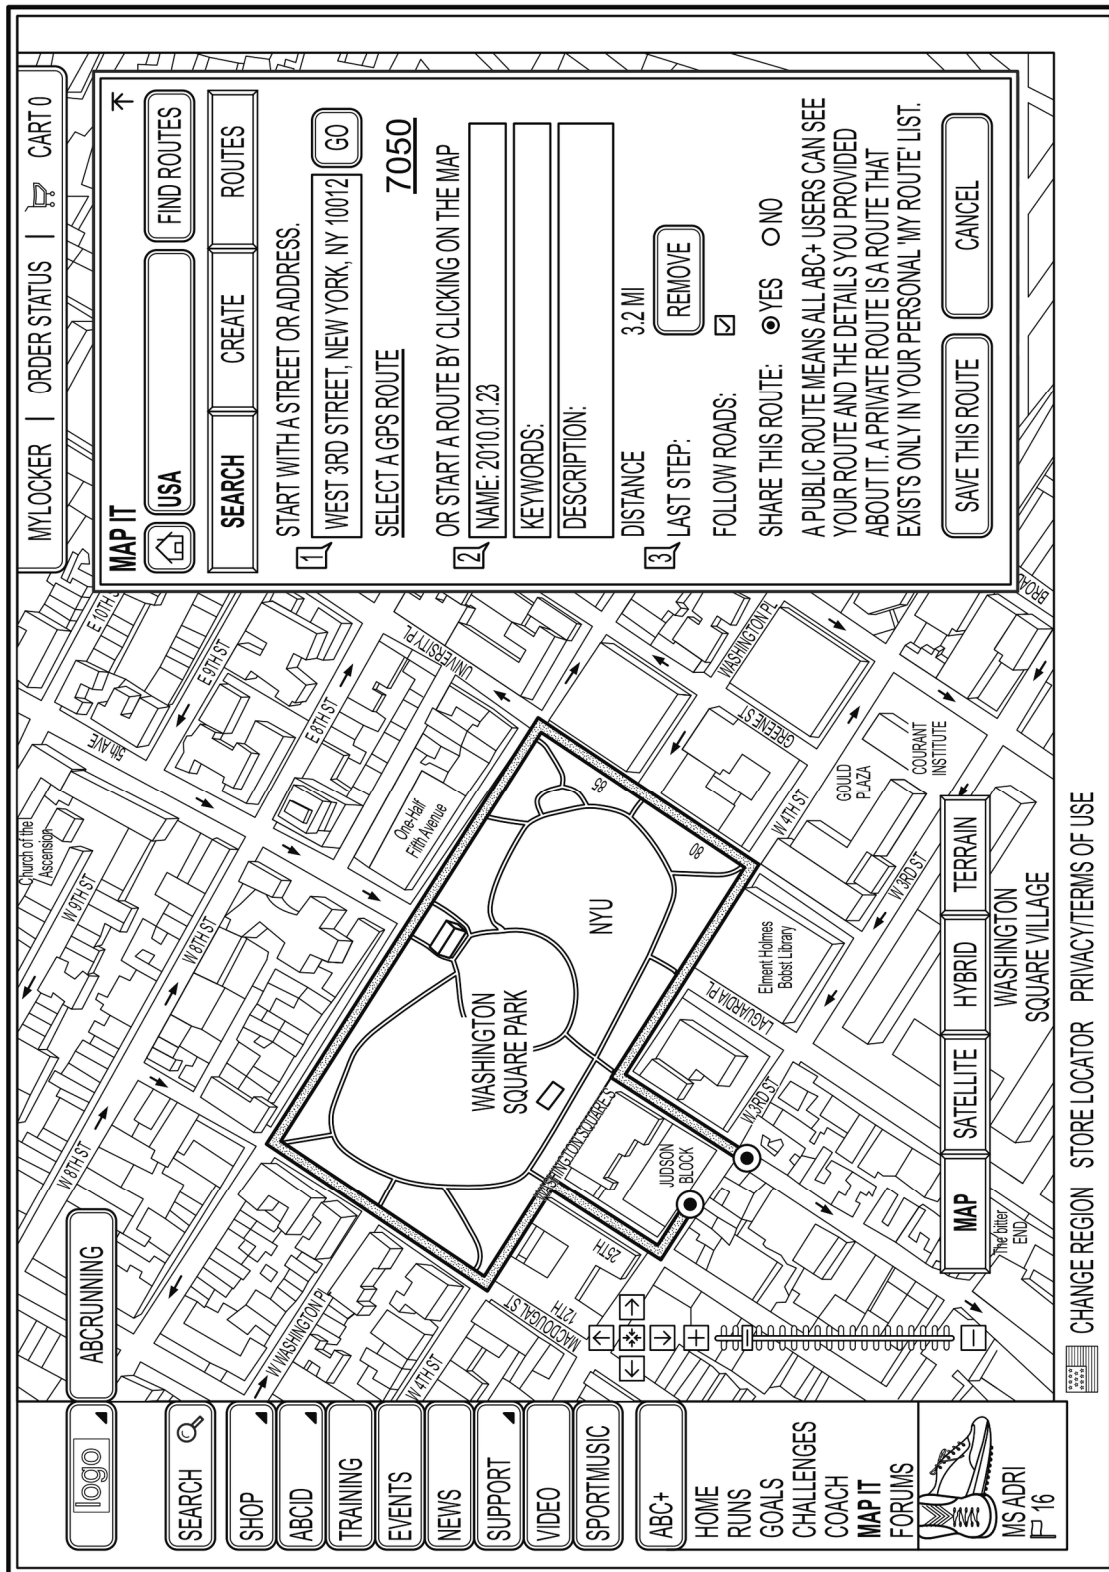 logo
ABCRUNNING
MYLOCKER | ORDER STATUS | CART 0
SEARCH
SHOP
ABCID
TRAINING
EVENTS
NEWS
SUPPORT
VIDEO
SPORTMUSIC
ABC+
HOME
RUNS
GOALS
CHALLENGES
COACH
MAP IT
FORUMS
MS ADRI
16
MAP IT
USA
FIND ROUTES
SEARCH
CREATE
ROUTES
START WITH A STREET OR ADDRESS.
1
WEST 3RD STREET, NEW YORK, NY 10012
GO
SELECT A GPS ROUTE
7050
OR START A ROUTE BY CLICKING ON THE MAP
2
NAME: 2010.01.23
KEYWORDS:
DESCRIPTION:
DISTANCE 3.2 MI
3
LAST STEP: REMOVE
FOLLOW ROADS:
SHARE THIS ROUTE: YES NO
A PUBLIC ROUTE MEANS ALL ABC+ USERS CAN SEE
YOUR ROUTE AND THE DETAILS YOU PROVIDED
ABOUT IT. A PRIVATE ROUTE IS A ROUTE THAT
EXISTS ONLY IN YOUR PERSONAL 'MY ROUTE' LIST.
SAVE THIS ROUTE
CANCEL
Church of the
Ascension
5th AVE
E 10TH S
W 9TH ST
E 9TH ST
W 8TH ST
W 8TH ST
E 8TH ST
One-Half
Fifth Avenue
UNIVERSITY PL
W WASHINGTON PL
W 4TH ST
MACDOUGAL ST
12TH
25TH
WASHINGTON
SQUARE PARK
NYU
85
80
WASHINGTON SQUARE S
JUDSON
BLOCK
W 3RD ST
LAGUARDIA PL
Elment Holmes
Bobst Library
W 4TH ST
GREENE ST
WASHINGTON PL
GOULD
PLAZA
COURANT
INSTITUTE
W 3RD ST
BROAD
The bitter
END
MAP
SATELLITE
HYBRID
TERRAIN
WASHINGTON
SQUARE VILLAGE
CHANGE REGION STORE LOCATOR PRIVACY/TERMS OF USE